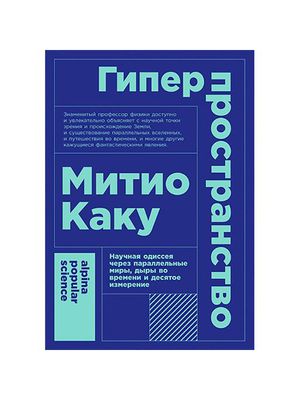 Гипер
пространство
Знаменитый профессор физики доступно
и увлекательно объясняет с научной точки
зрения и происхождение Земли,
и существование параллельных вселенных,
и путешествия во времени, и многие другие
кажущиеся фантастическими явления.
Митио
Каку
Научная одиссея
через параллельные
миры, дыры во
времени и десятое
измерение
alpina
popular
science